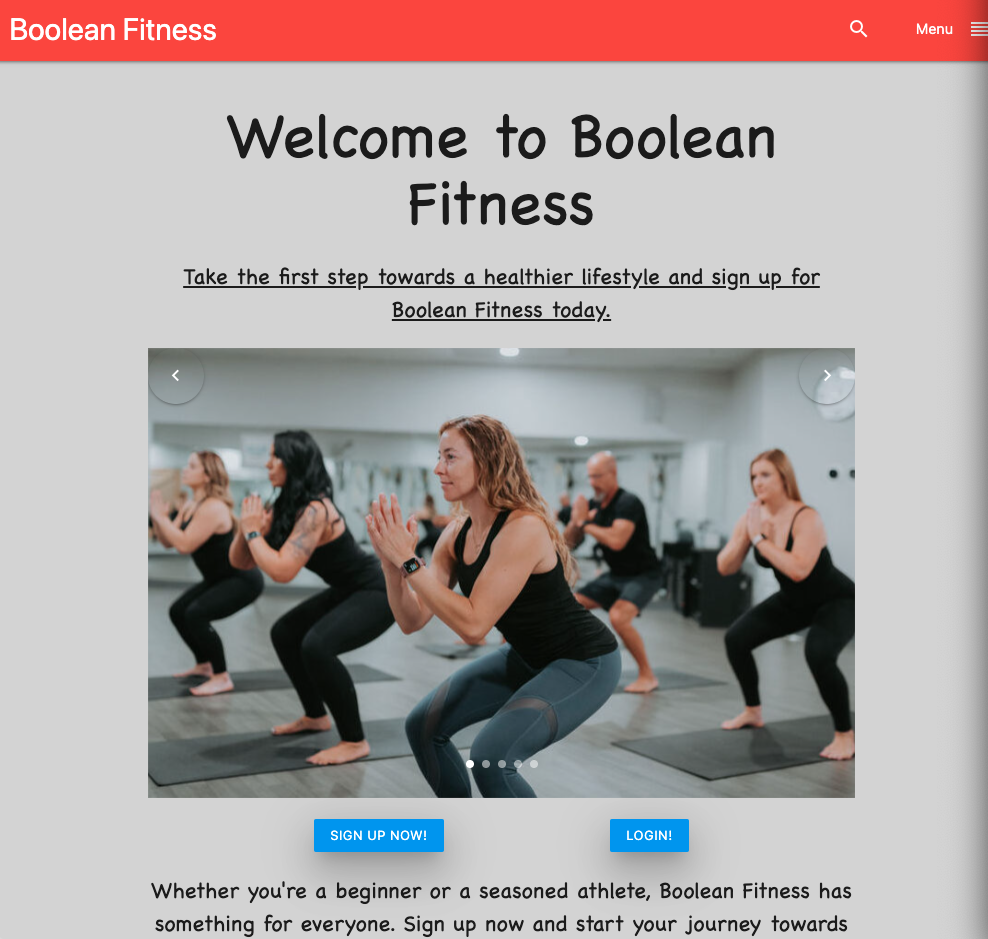 Boolean Fitness
Menu
Welcome to Boolean
Fitness
Take the first step towards a healthier lifestyle and sign up for
Boolean Fitness today.
SIGN UP NOW!
LOGIN!
Whether you're a beginner or a seasoned athlete, Boolean Fitness has
something for everyone. Sign up now and start your journey towards